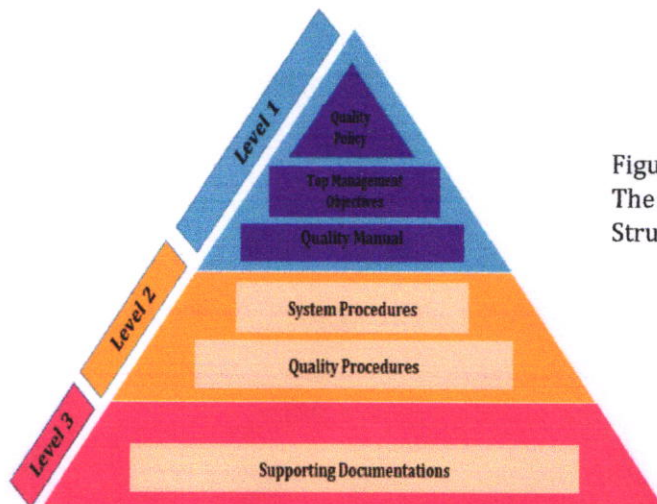 Level 1
Quality
Policy
Top Management
Objectives
Quality Manual
Level 2
System Procedures
Quality Procedures
Level 3
Supporting Documentations
Figu
The
Stru